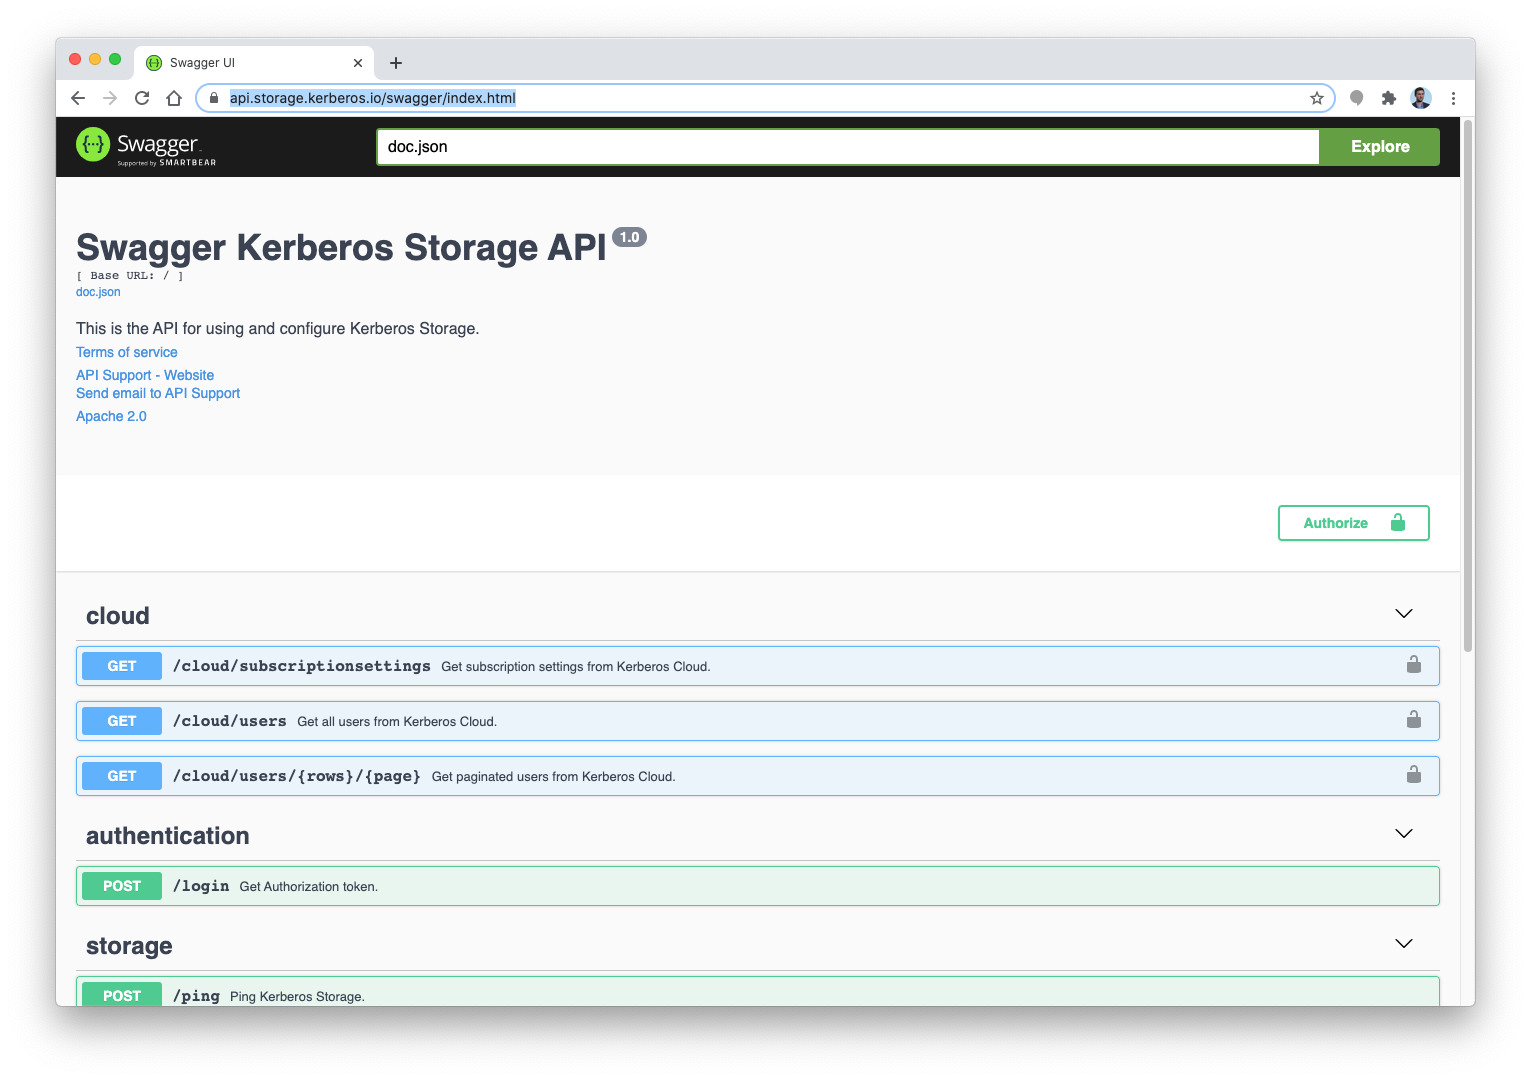 Swagger UI
api.storage.kerberos.io/swagger/index.html
{···} Swagger
Supported by SMARTBEAR
doc.json
Explore
Swagger Kerberos Storage API 1.0
[ Base URL: / ]
doc.json
This is the API for using and configure Kerberos Storage.
Terms of service
API Support - Website
Send email to API Support
Apache 2.0
Authorize
cloud
GET /cloud/subscriptionsettings Get subscription settings from Kerberos Cloud.
GET /cloud/users Get all users from Kerberos Cloud.
GET /cloud/users/{rows}/{page} Get paginated users from Kerberos Cloud.
authentication
POST /login Get Authorization token.
storage
POST /ping Ping Kerberos Storage.